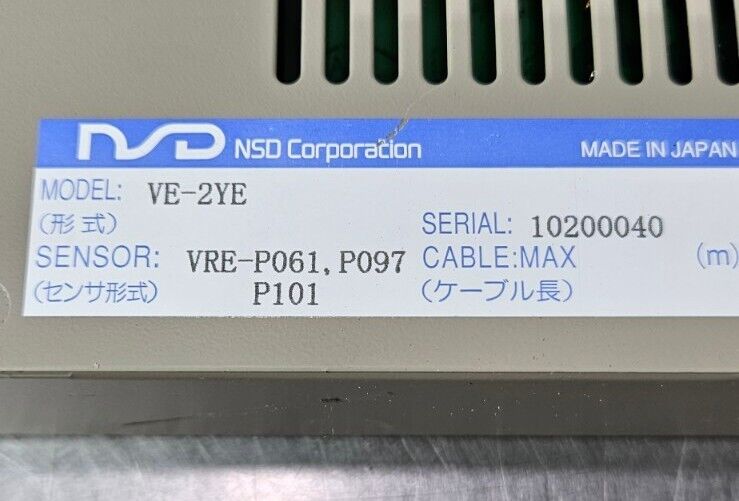 NSD NSD Corporation MADE IN JAPAN
MODEL: VE-2YE
(形式) SERIAL: 10200040
SENSOR: VRE-P061, P097 CABLE:MAX (m)
(センサ形式) P101 (ケーブル長)